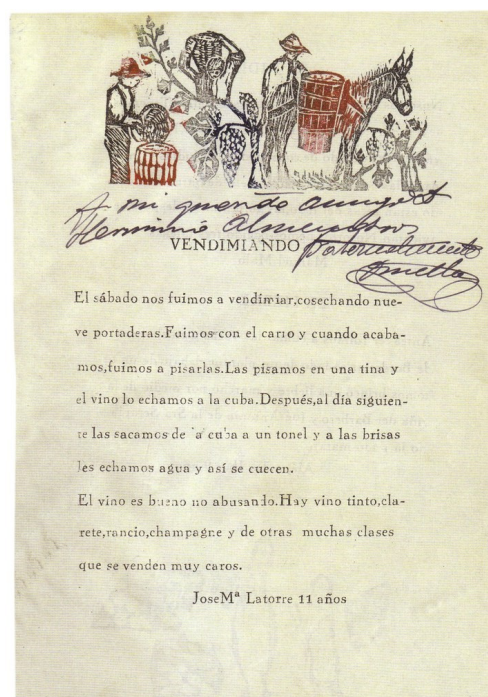 A mi querido amigo
Herminio Almendros
VENDIMIANDO
fraternalmente
El sábado nos fuimos a vendimiar,cosechando nue-
ve portaderas.Fuimos con el carro y cuando acaba-
mos,fuimos a pisarlas.Las pisamos en una tina y
el vino lo echamos a la cuba.Después,al día siguien-
te las sacamos de la cuba a un tonel y a las brisas
les echamos agua y así se cuecen.
El vino es bueno no abusando.Hay vino tinto,cla-
rete,rancio,champagne y de otras muchas clases
que se venden muy caros.
JoseMª Latorre 11 años